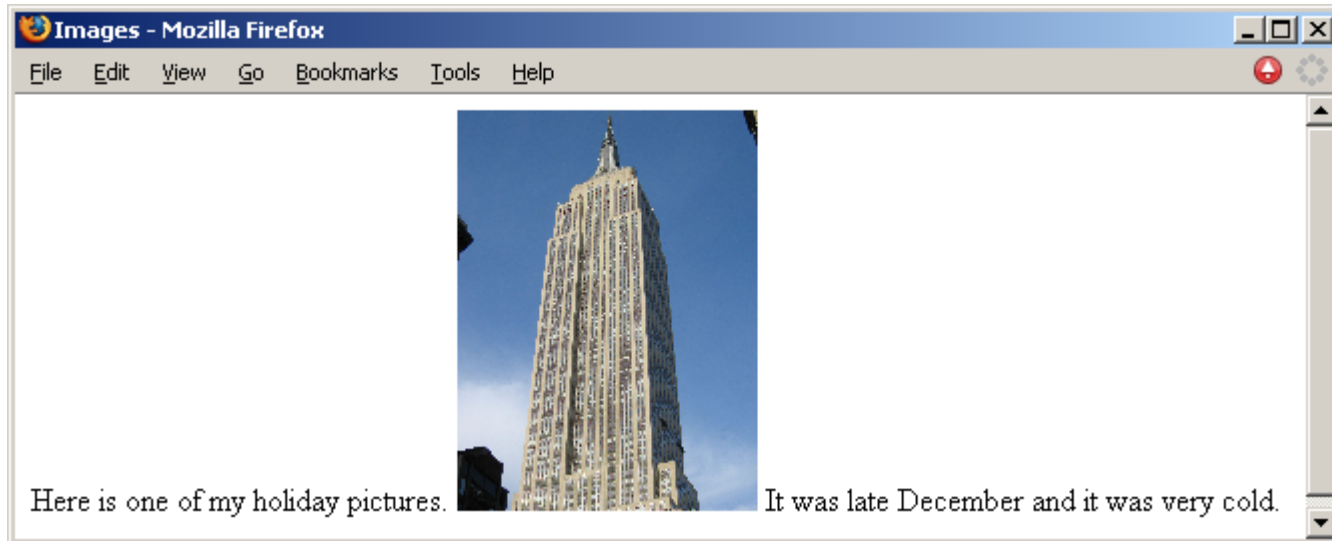 Images - Mozilla Firefox
File Edit View Go Bookmarks Tools Help
Here is one of my holiday pictures. It was late December and it was very cold.